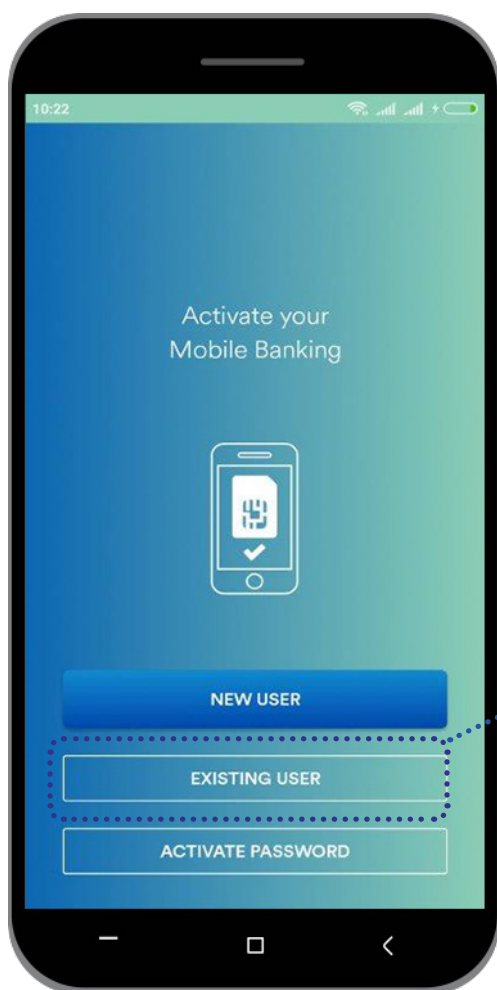 10:22
Activate your
Mobile Banking
NEW USER
EXISTING USER
ACTIVATE PASSWORD